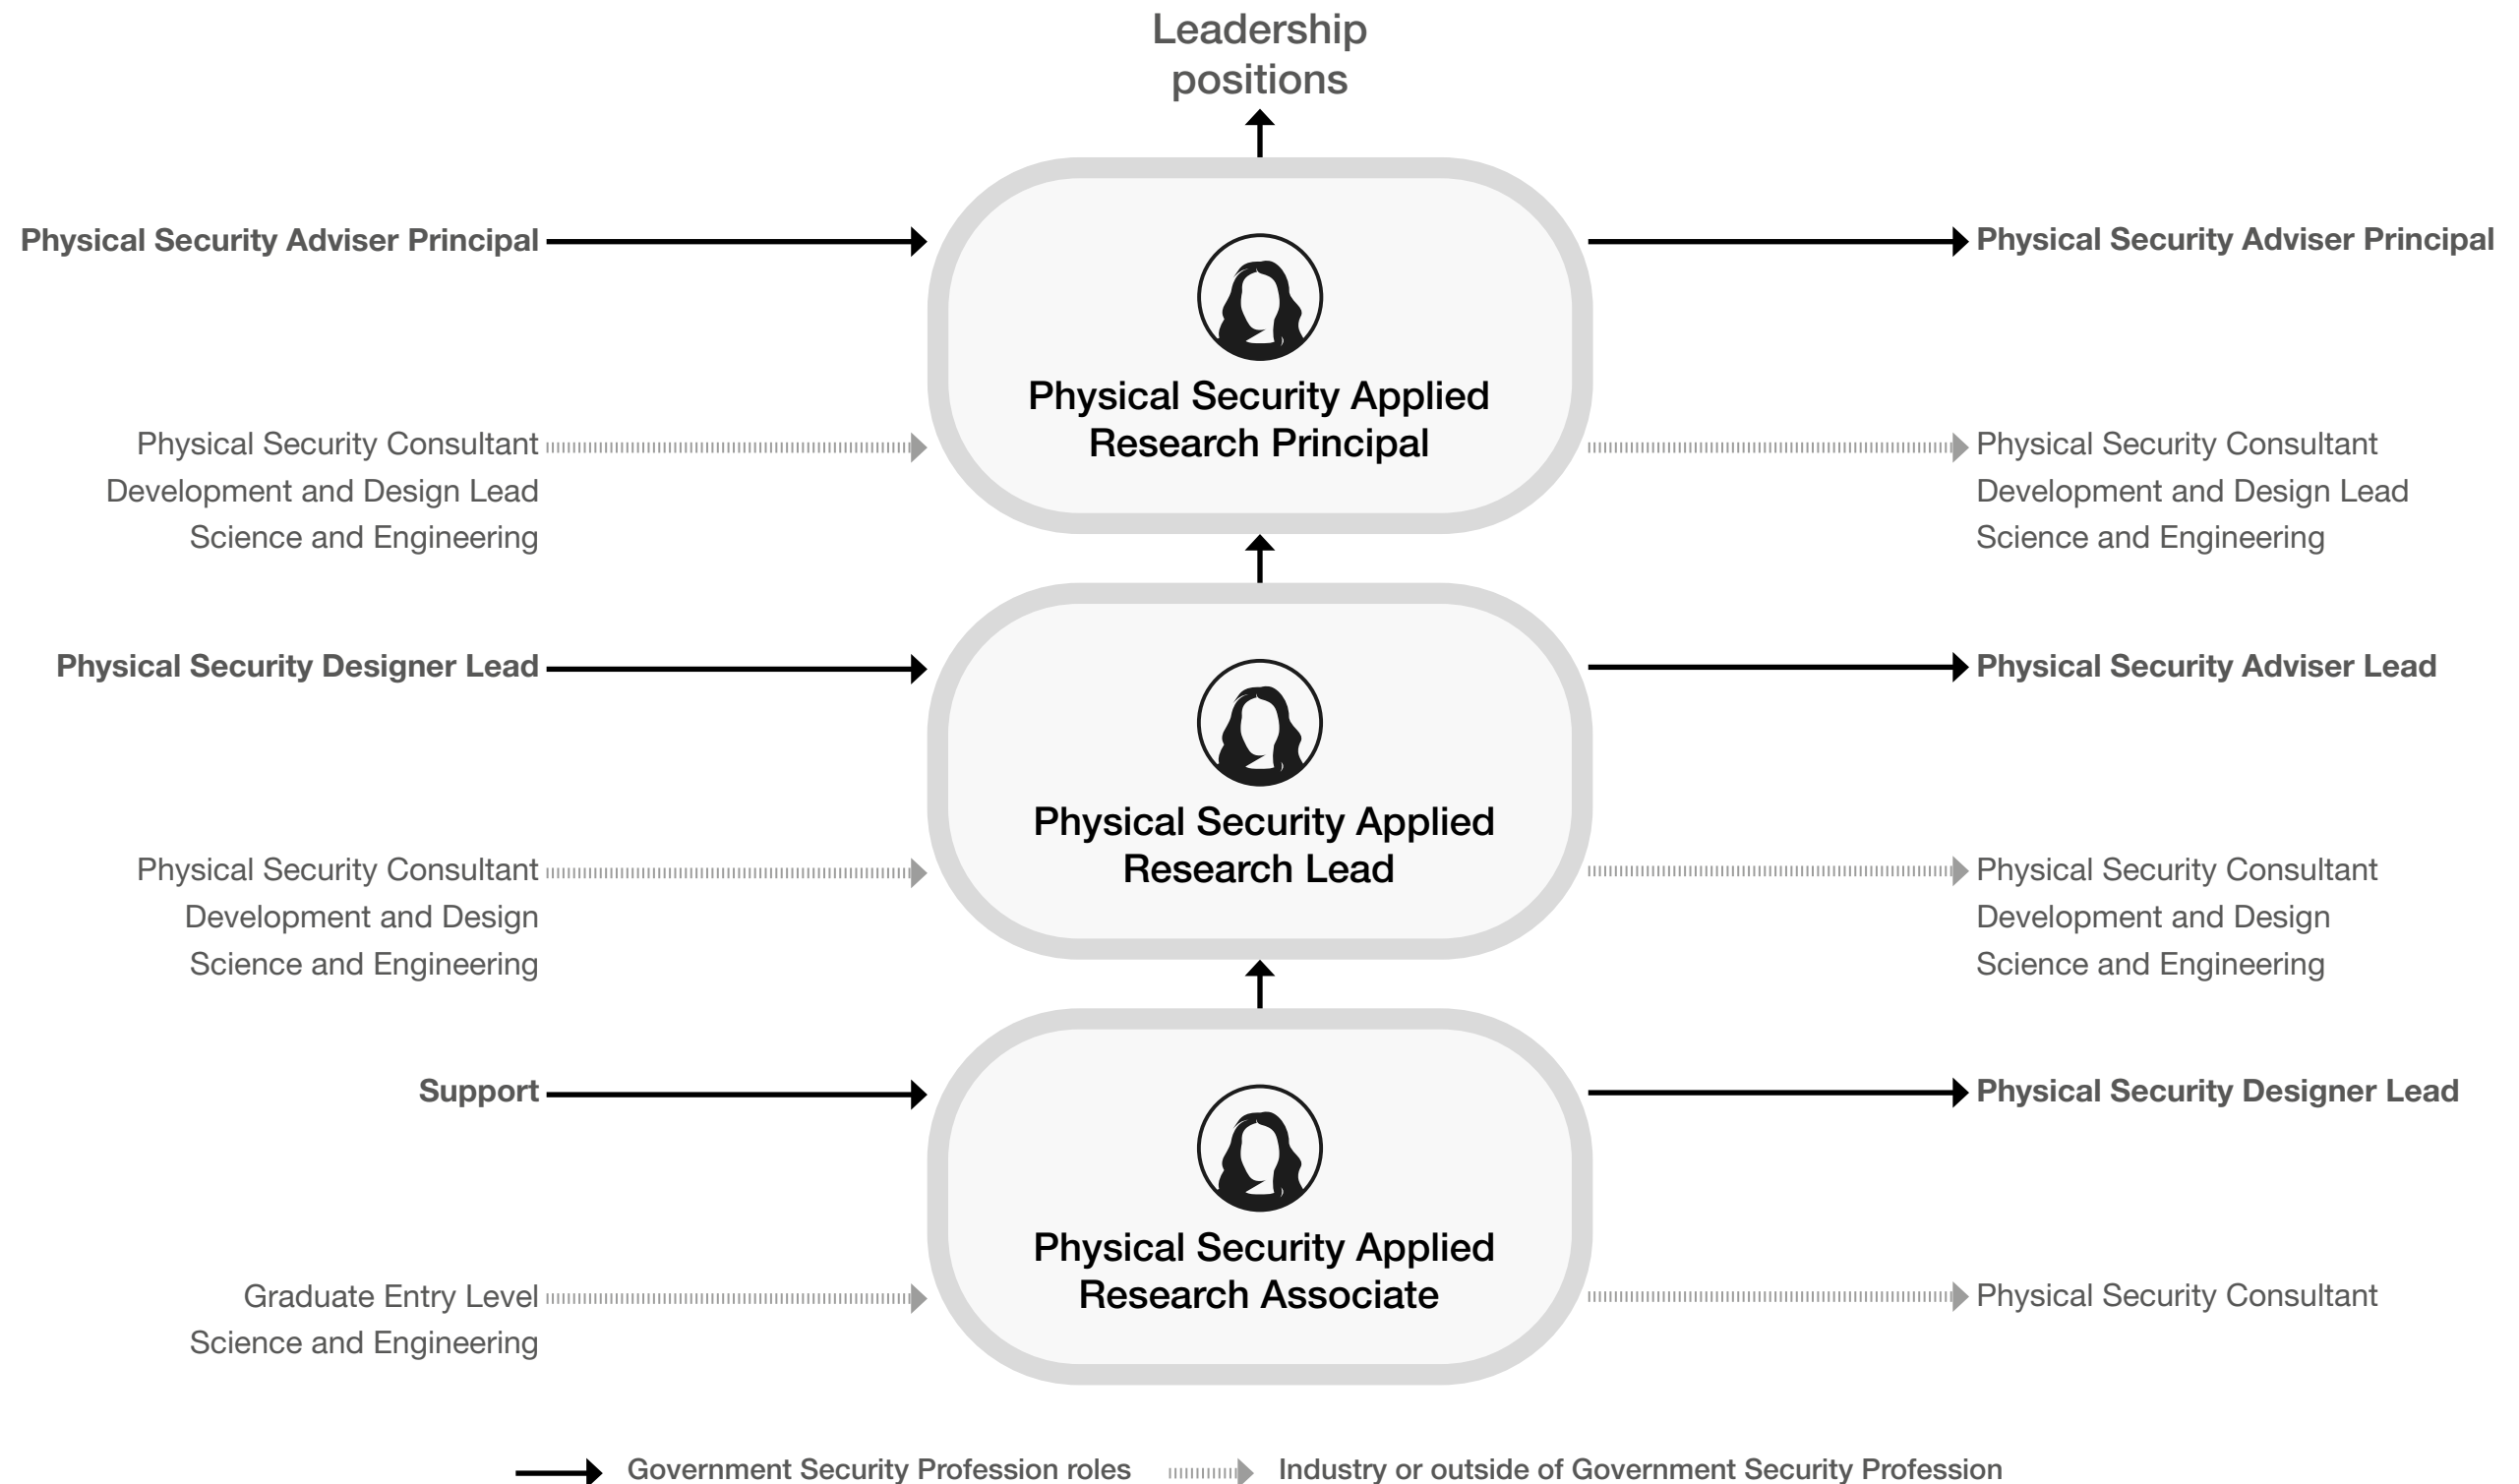 Leadership
positions
Physical Security Adviser Principal
Physical Security Consultant
Development and Design Lead
Science and Engineering
Physical Security Applied
Research Principal
Physical Security Adviser Principal
Physical Security Consultant
Development and Design Lead
Science and Engineering
Physical Security Designer Lead
Physical Security Consultant
Development and Design
Science and Engineering
Physical Security Applied
Research Lead
Physical Security Adviser Lead
Physical Security Consultant
Development and Design
Science and Engineering
Support
Graduate Entry Level
Science and Engineering
Physical Security Applied
Research Associate
Physical Security Designer Lead
Physical Security Consultant
Government Security Profession roles
Industry or outside of Government Security Profession